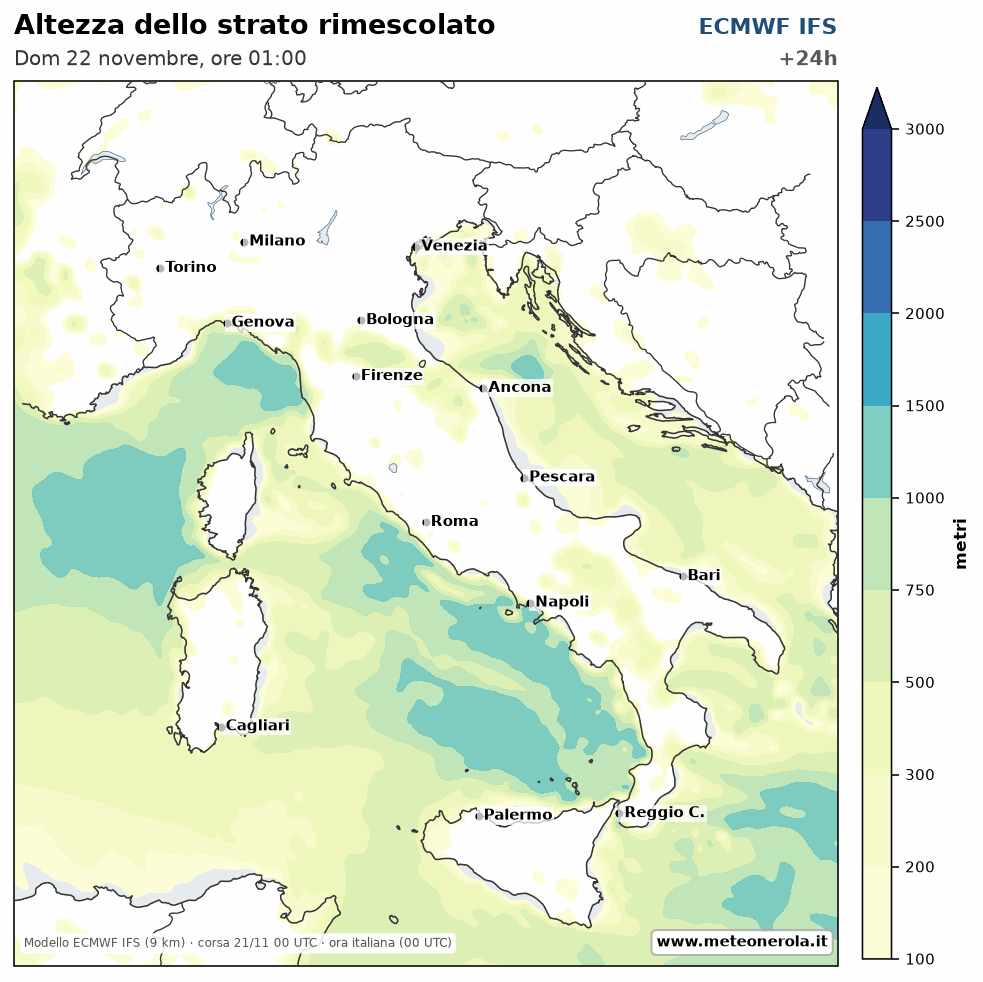 Altezza dello strato rimescolato
ECMWF IFS
Dom 22 novembre, ore 01:00
+24h
Milano
Venezia
Torino
Genova
Bologna
Firenze
Ancona
Pescara
Roma
Bari
Napoli
Cagliari
Palermo
Reggio C.
3000
2500
2000
1500
1000
750
500
300
200
100
metri
Modello ECMWF IFS (9 km) · corsa 21/11 00 UTC · ora italiana (00 UTC)
www.meteonerola.it